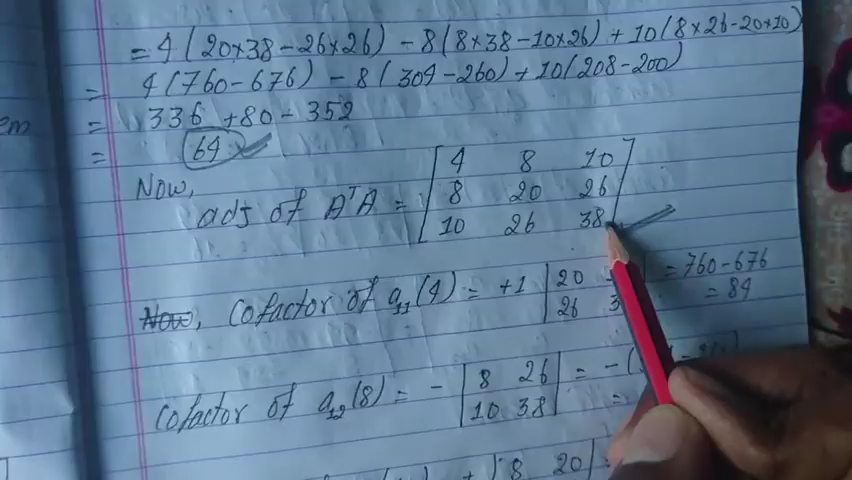 = 4(20×38-26×26) -8(8×38-10×26) +10(8×26-20×10)
= 4(760-676) -8(304-260)+10(208-200)
= 336 +80-352
= 64
Now,
adj of AᵀA = [4 8 10
8 20 26
10 26 38]
Now, Cofactor of a₁₁(4) = +1 |20
26 = 760-676
= 84
Cofactor of a₁₂(8) = - |8 26
10 38| = -(
+ |8 20|